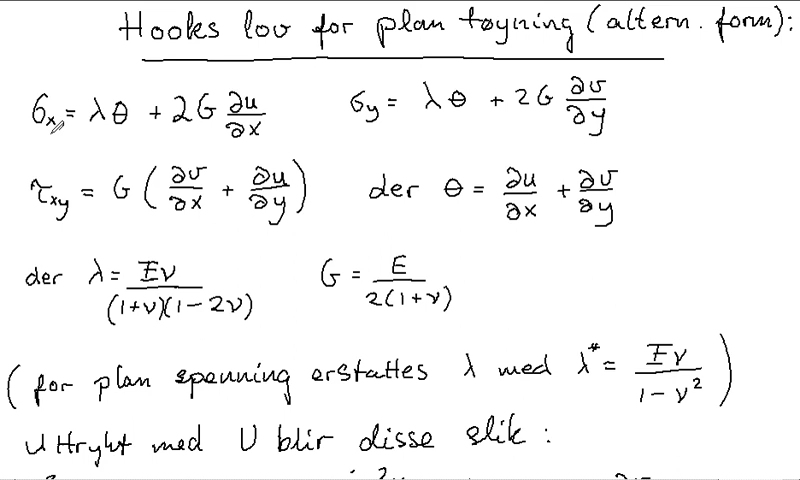 Hookes lov for plan tøyning (altern. form):
σx = λθ + 2G ∂u/∂x    σy = λθ + 2G ∂v/∂y
τxy = G ( ∂v/∂x + ∂u/∂y )    der θ = ∂u/∂x + ∂v/∂y
der λ = Eν/(1+ν)(1-2ν)    G = E/2(1+ν)
(for plan spenning erstattes λ med λ* = Eν/1-ν²)
Uttrykt med U blir disse slik: